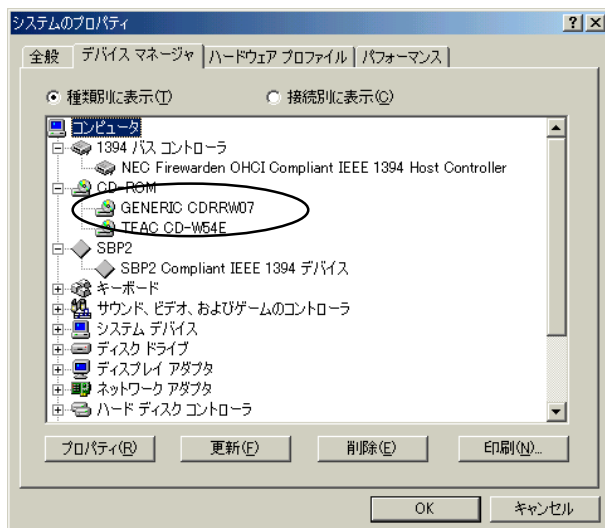 システムのプロパティ
全般 デバイス マネージャ ハードウェア プロファイル パフォーマンス
種類別に表示(T) 接続別に表示(C)
コンピュータ
1394 バス コントローラ
NEC Firewarden OHCI Compliant IEEE 1394 Host Controller
CD-ROM
GENERIC CDRRW07
TEAC CD-W54E
SBP2
SBP2 Compliant IEEE 1394 デバイス
キーボード
サウンド、ビデオ、およびゲームのコントローラ
システム デバイス
ディスク ドライブ
ディスプレイ アダプタ
ネットワーク アダプタ
ハード ディスク コントローラ
プロパティ(R) 更新(F) 削除(E) 印刷(N)...
OK キャンセル